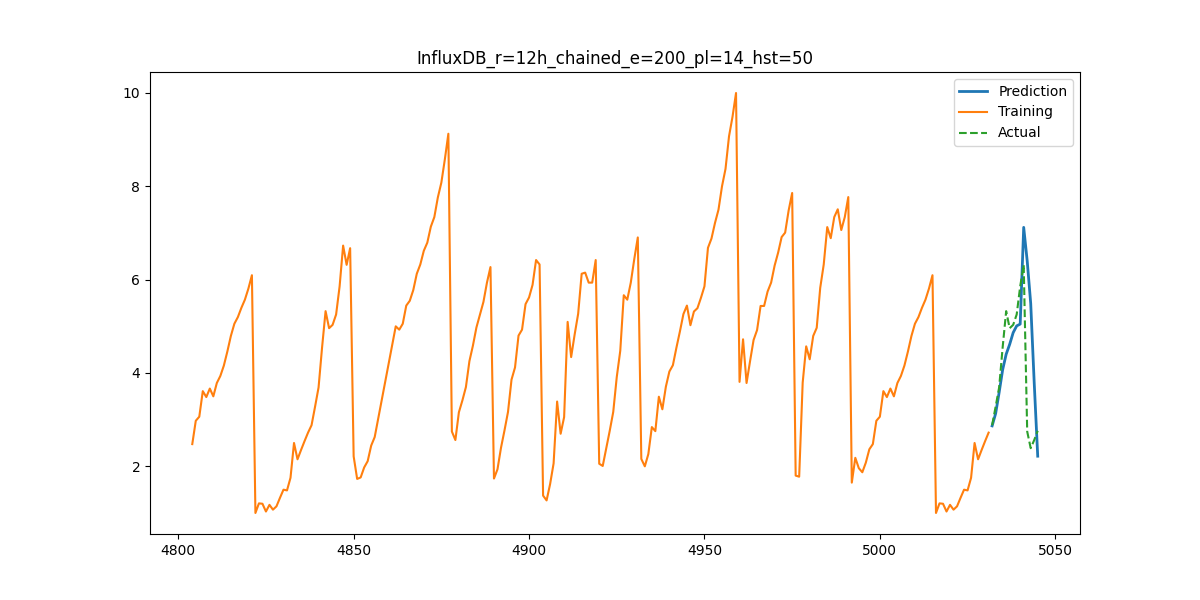 InfluxDB_r=12h_chained_e=200_pl=14_hst=50
Prediction
Training
Actual
10
8
6
4
2
4800 4850 4900 4950 5000 5050